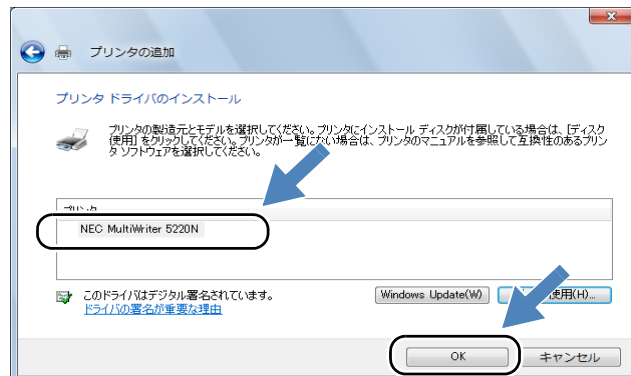 プリンタの追加
プリンタ ドライバのインストール
プリンタの製造元とモデルを選択してください。プリンタにインストール ディスクが付属している場合は、[ディスク
使用] をクリックしてください。プリンタが一覧にない場合は、プリンタのマニュアルを参照して互換性のあるプリン
タ ソフトウェアを選択してください。
プリンタ
NEC MultiWriter 5220N
このドライバはデジタル署名されています。
ドライバの署名が重要な理由
Windows Update(W)
使用(H)...
OK
キャンセル